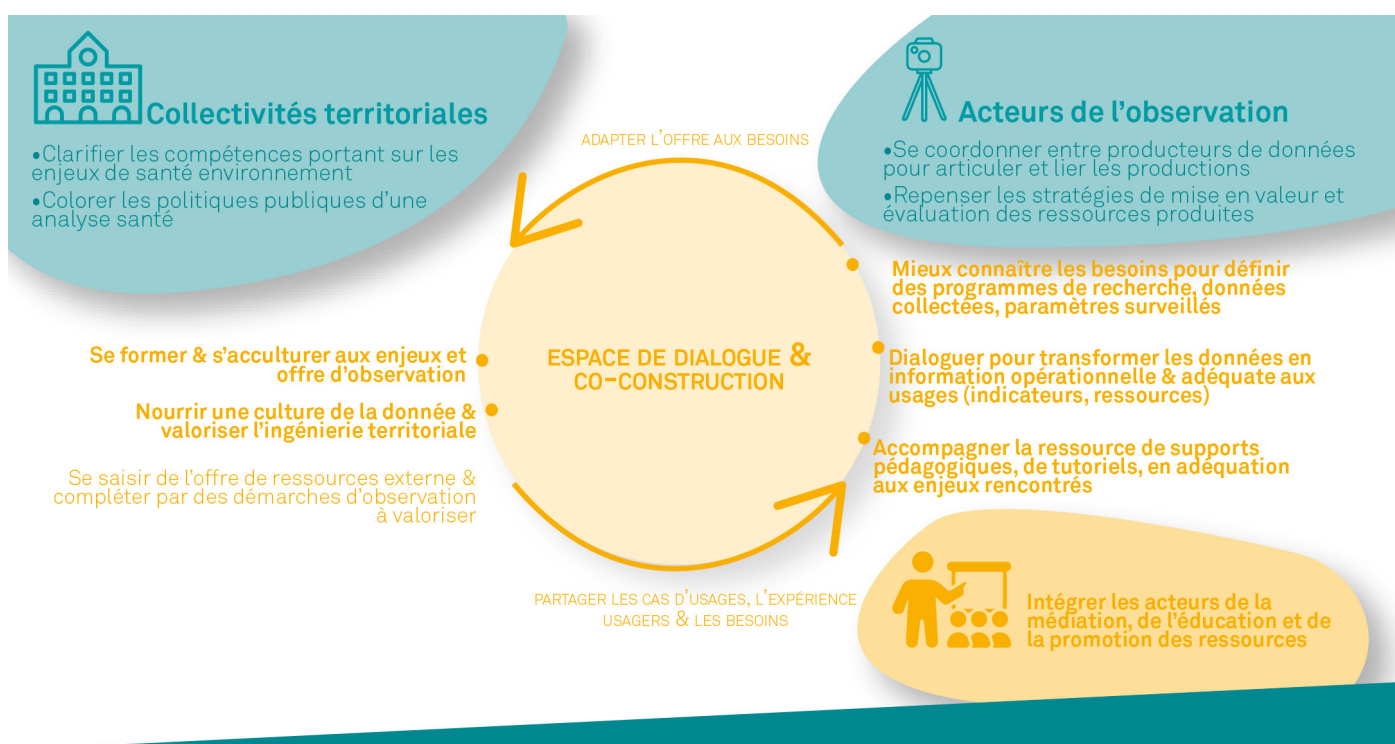 Collectivités territoriales
•Clarifier les compétences portant sur les
enjeux de santé environnement
•Colorer les politiques publiques d'une
analyse santé
Acteurs de l'observation
•Se coordonner entre producteurs de données
pour articuler et lier les productions
•Repenser les stratégies de mise en valeur et
évaluation des ressources produites
ADAPTER L'OFFRE AUX BESOINS
Mieux connaître les besoins pour définir
des programmes de recherche, données
collectées, paramètres surveillés
Se former & s'acculturer aux enjeux et
offre d'observation
Nourrir une culture de la donnée &
valoriser l'ingénierie territoriale
Se saisir de l'offre de ressources externe &
compléter par des démarches d'observation
à valoriser
ESPACE DE DIALOGUE &
CO-CONSTRUCTION
Dialoguer pour transformer les données en
information opérationnelle & adéquate aux
usages (indicateurs, ressources)
Accompagner la ressource de supports
pédagogiques, de tutoriels, en adéquation
aux enjeux rencontrés
PARTAGER LES CAS D'USAGES, L'EXPÉRIENCE
USAGERS & LES BESOINS
Intégrer les acteurs de la
médiation, de l'éducation et de
la promotion des ressources